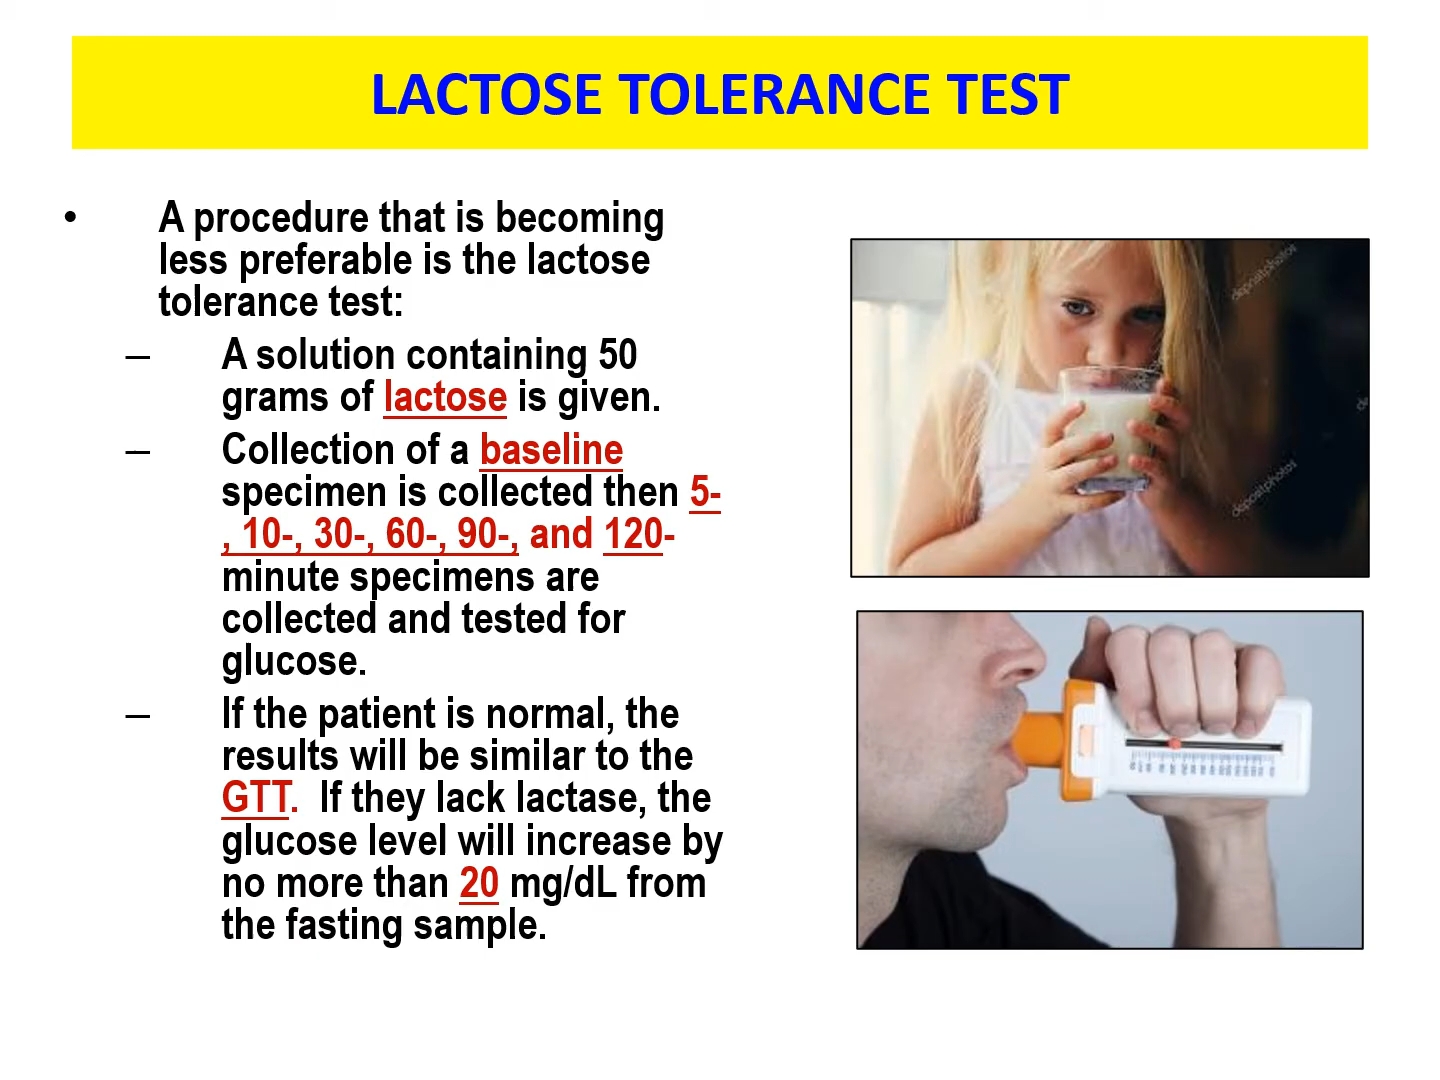 LACTOSE TOLERANCE TEST
• A procedure that is becoming
less preferable is the lactose
tolerance test:
– A solution containing 50
grams of lactose is given.
– Collection of a baseline
specimen is collected then 5-
, 10-, 30-, 60-, 90-, and 120-
minute specimens are
collected and tested for
glucose.
– If the patient is normal, the
results will be similar to the
GTT.  If they lack lactase, the
glucose level will increase by
no more than 20 mg/dL from
the fasting sample.
depositphotos
depositphotos